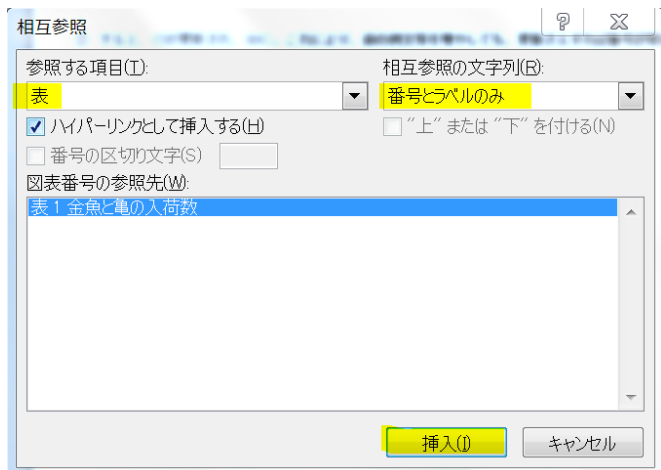 相互参照
参照する項目(T):
相互参照の文字列(R):
表
番号とラベルのみ
ハイパーリンクとして挿入する(H)
"上" または "下" を付ける(N)
番号の区切り文字(S)
図表番号の参照先(W):
表 1 金魚と亀の入荷数
挿入(I)
キャンセル